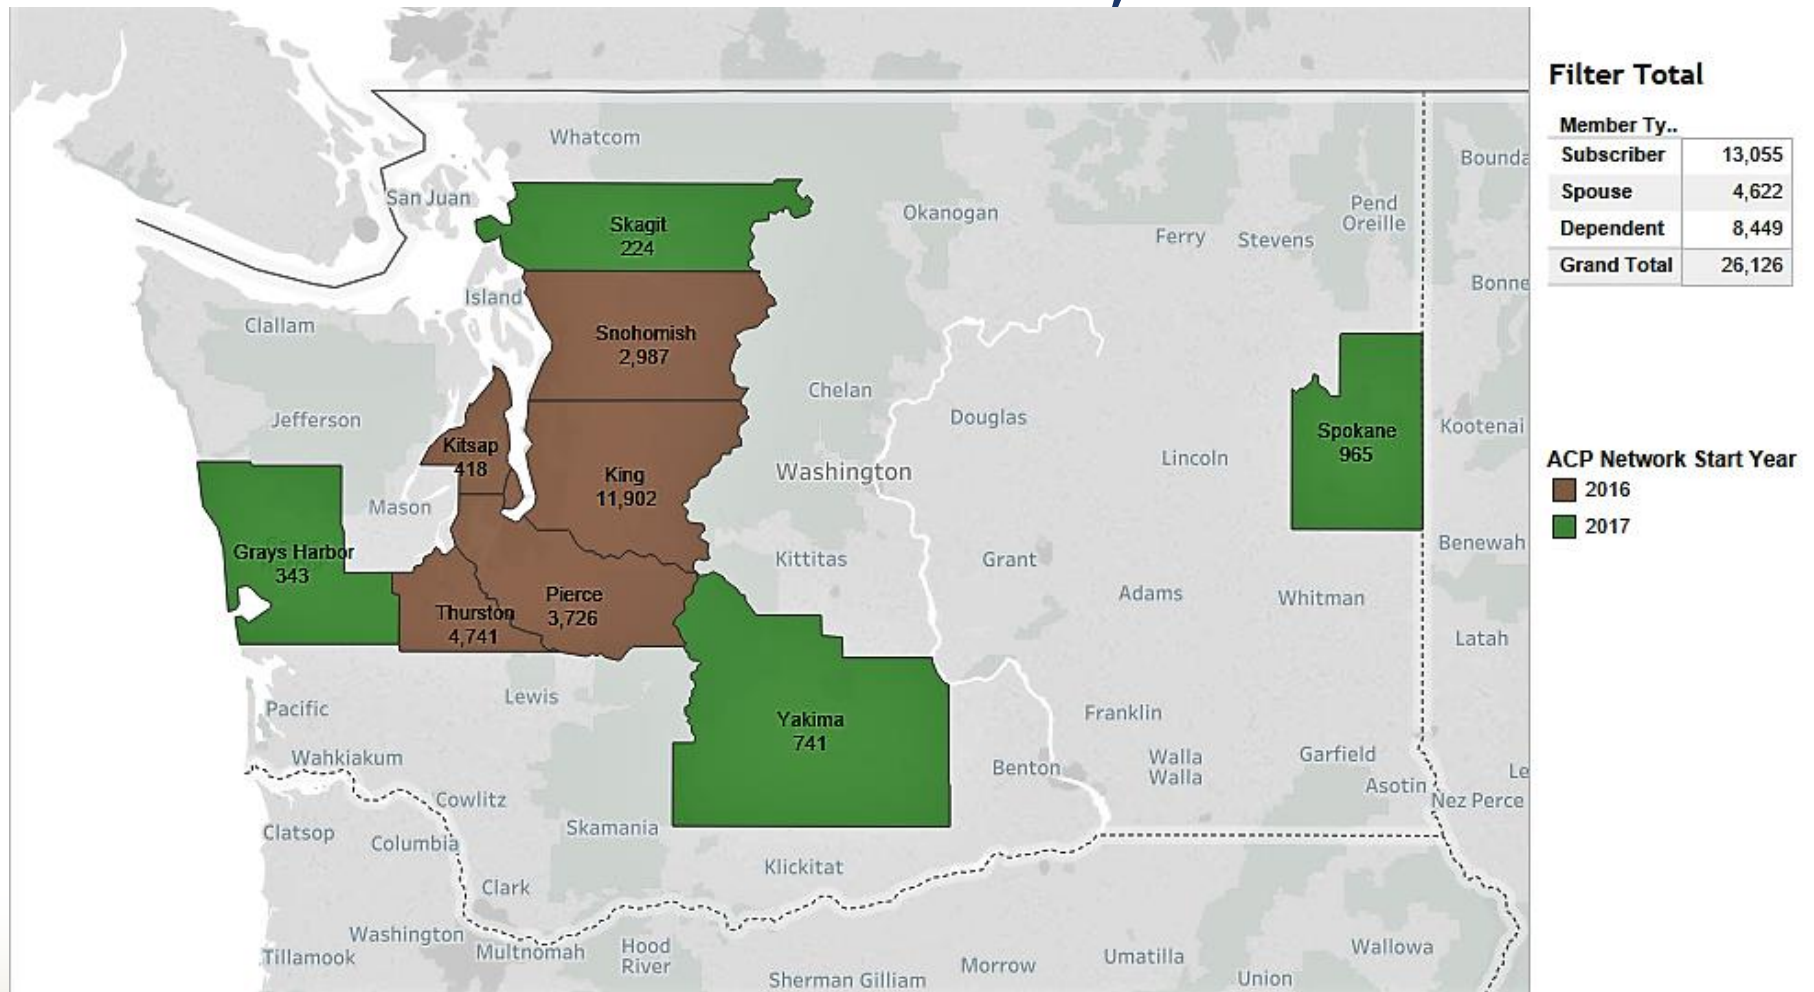 Whatcom
San Juan
Skagit
224
Okanogan
Ferry
Stevens
Pend
Oreille
Bounda
Island
Clallam
Snohomish
2,987
Bonne
Chelan
Jefferson
Douglas
Kitsap
418
King
11,902
Washington
Lincoln
Spokane
965
Kootenai
Mason
Grays Harbor
343
Kittitas
Grant
Benewah
Thurston
4,741
Pierce
3,726
Adams
Whitman
Latah
Pacific
Lewis
Yakima
741
Franklin
Wahkiakum
Benton
Walla
Walla
Garfield
Asotin
Le
Nez Perce
Cowlitz
Clatsop
Columbia
Skamania
Klickitat
Clark
Washington
Multnomah
Hood
River
Tillamook
Sherman Gilliam
Morrow
Umatilla
Union
Wallowa
Filter Total
Member Ty..
Subscriber 13,055
Spouse 4,622
Dependent 8,449
Grand Total 26,126
ACP Network Start Year
2016
2017